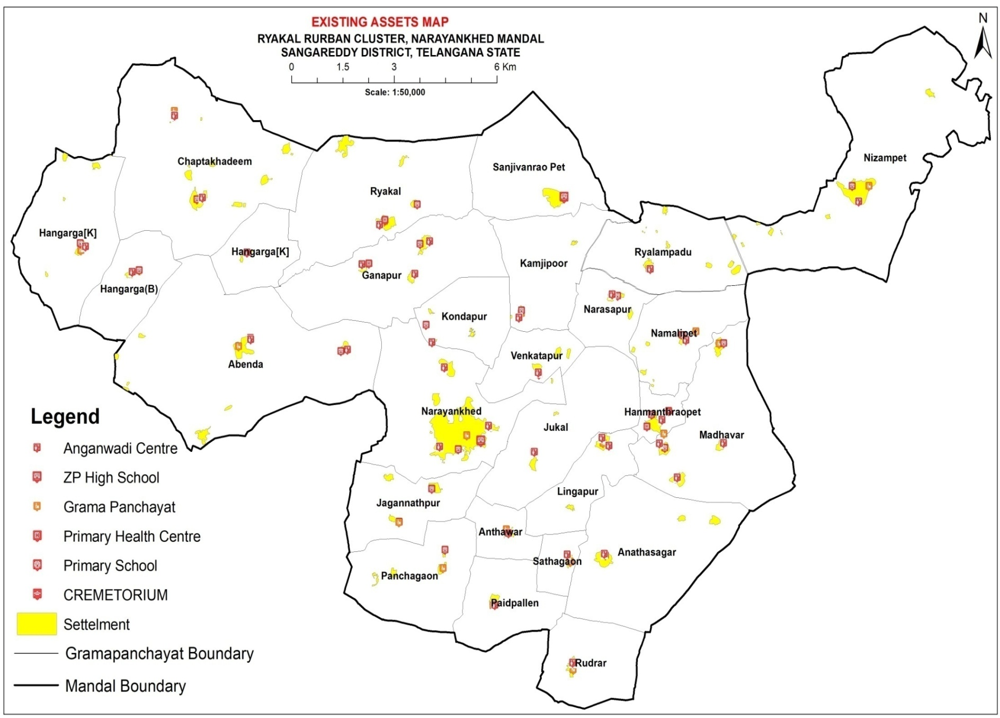 EXISTING ASSETS MAP
RYAKAL RURBAN CLUSTER, NARAYANKHED MANDAL
SANGAREDDY DISTRICT, TELANGANA STATE
0 1.5 3 6 Km
Scale: 1:50,000
N
Nizampet
Chaptakhadeem
Sanjivanrao Pet
Ryakal
Hangarga[K]
Hangarga[K]
Ryalampadu
Kamjipoor
Ganapur
Hangarga(B)
Narasapur
Kondapur
Namalipet
Venkatapur
Abenda
Narayankhed
Hanmanthraopet
Jukal
Madhavar
Lingapur
Jagannathpur
Anthawar
Anathasagar
Sathagaon
Panchagaon
Paidpallen
Rudrar
Legend
Anganwadi Centre
ZP High School
Grama Panchayat
Primary Health Centre
Primary School
CREMETORIUM
Settelment
Gramapanchayat Boundary
Mandal Boundary